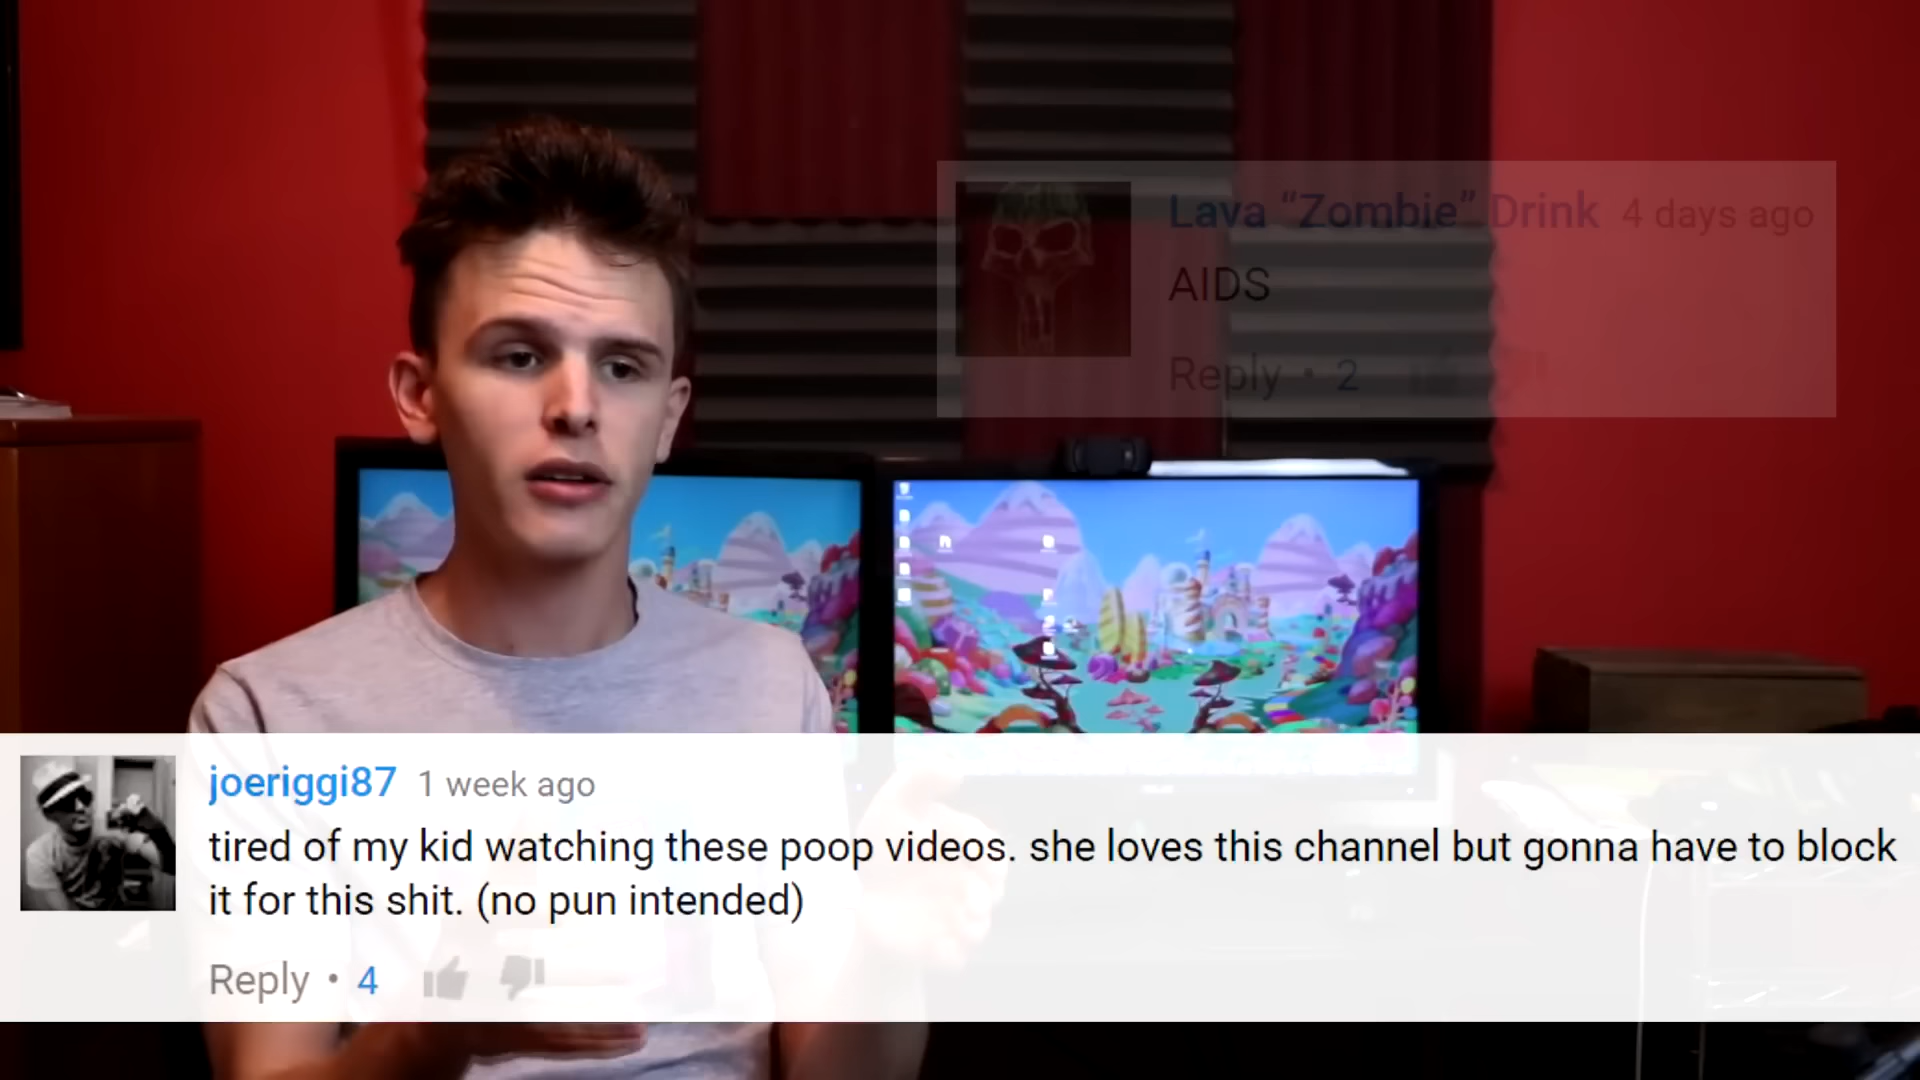 Lava “Zombie” Drink 4 days ago
AIDS
Reply • 2
joeriggi87 1 week ago
tired of my kid watching these poop videos. she loves this channel but gonna have to block
it for this shit. (no pun intended)
Reply • 4